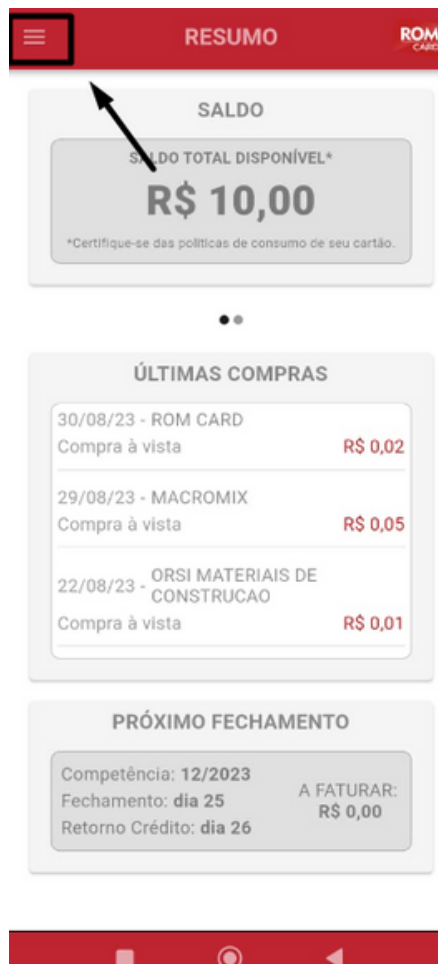 RESUMO
ROM
CARD
SALDO
SALDO TOTAL DISPONÍVEL*
R$ 10,00
*Certifique-se das políticas de consumo de seu cartão.
ÚLTIMAS COMPRAS
30/08/23 - ROM CARD
Compra à vista R$ 0,02
29/08/23 - MACROMIX
Compra à vista R$ 0,05
22/08/23 - ORSI MATERIAIS DE
CONSTRUCAO
Compra à vista R$ 0,01
PRÓXIMO FECHAMENTO
Competência: 12/2023
Fechamento: dia 25
Retorno Crédito: dia 26
A FATURAR:
R$ 0,00